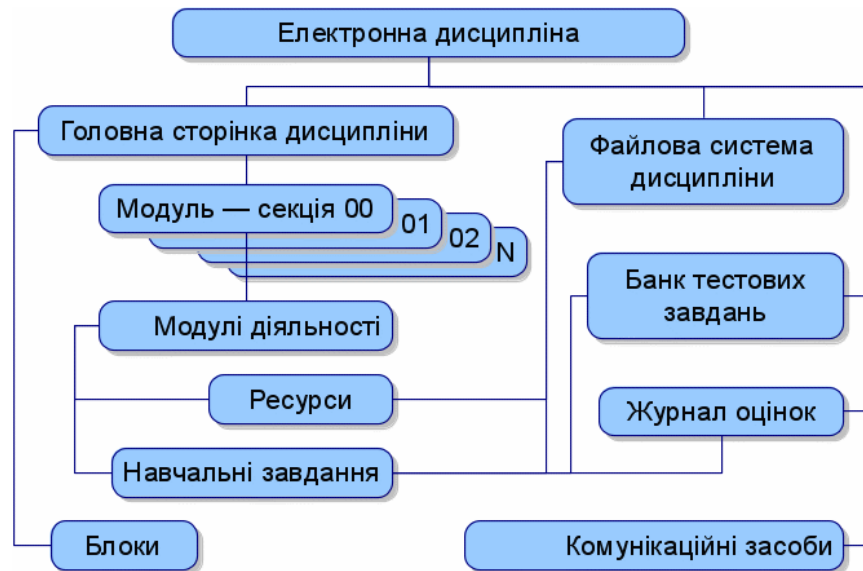 Електронна дисципліна
Головна сторінка дисципліни
Файлова система
дисципліни
Модуль — секція 00
01
02
N
Банк тестових
завдань
Модулі діяльності
Ресурси
Журнал оцінок
Навчальні завдання
Блоки
Комунікаційні засоби